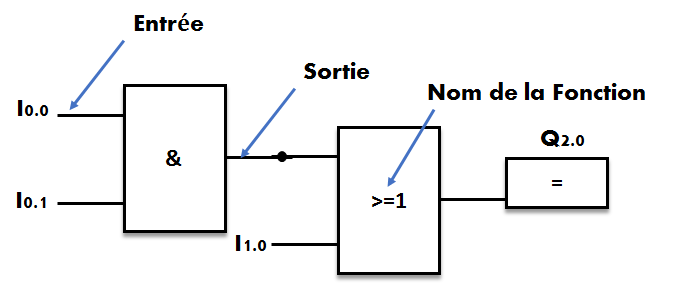 Entrée
Sortie
Nom de la Fonction
I0.0
Q2.0
&
=
I0.1
>=1
I1.0